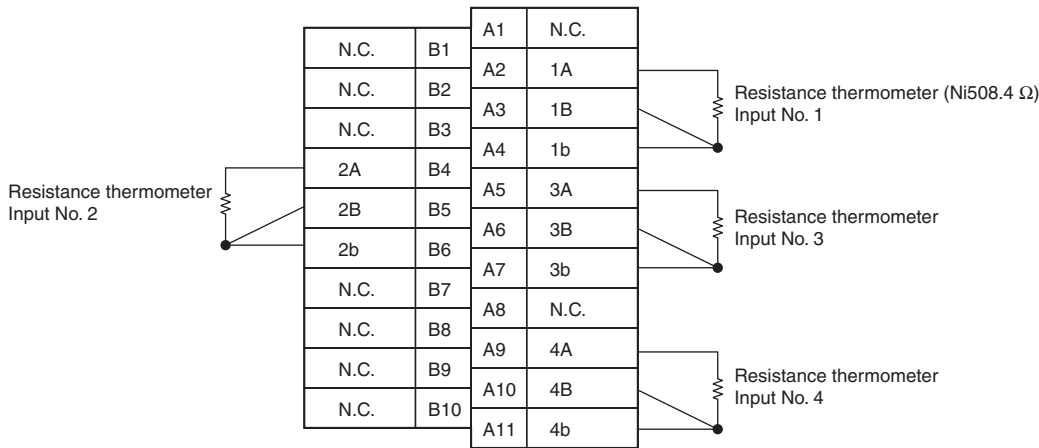 A1 N.C.
N.C. B1
A2 1A
N.C. B2
A3 1B
N.C. B3
A4 1b
2A B4
A5 3A
2B B5
A6 3B
2b B6
A7 3b
N.C. B7
A8 N.C.
N.C. B8
A9 4A
N.C. B9
A10 4B
N.C. B10
A11 4b
Resistance thermometer
Input No. 2
Resistance thermometer (Ni508.4 Ω)
Input No. 1
Resistance thermometer
Input No. 3
Resistance thermometer
Input No. 4